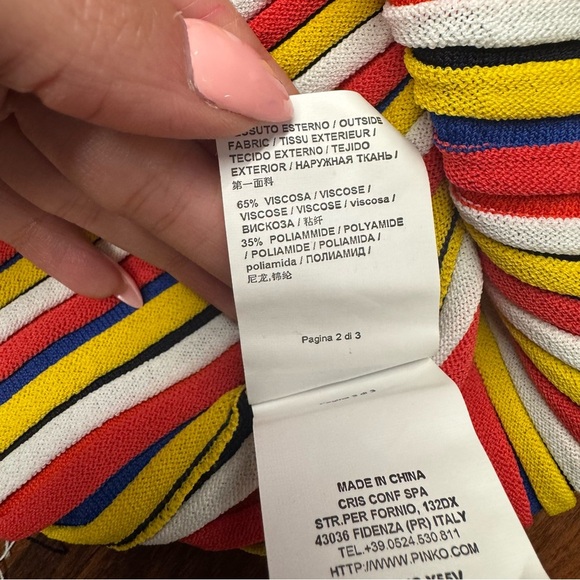 ESTERNO / OUTSIDE
FABRIC / TISSU EXTERIEUR /
TECIDO EXTERNO / TEJIDO
EXTERIOR / НАРУЖНАЯ ТКАНЬ /
第一面料
65% VISCOSA / VISCOSE /
VISCOSE / VISCOSE / viscosa /
ВИСКОЗА / 粘纤
35% POLIAMMIDE / POLYAMIDE
/ POLIAMIDE / POLIAMIDA /
poliamida / ПОЛИАМИД /
尼龙,锦纶
Pagina 2 di 3
MADE IN CHINA
CRIS CONF SPA
STR.PER FORNIO, 132DX
43036 FIDENZA (PR) ITALY
TEL.+39.0524.530.811
HTTP://WWW.PINKO.COM